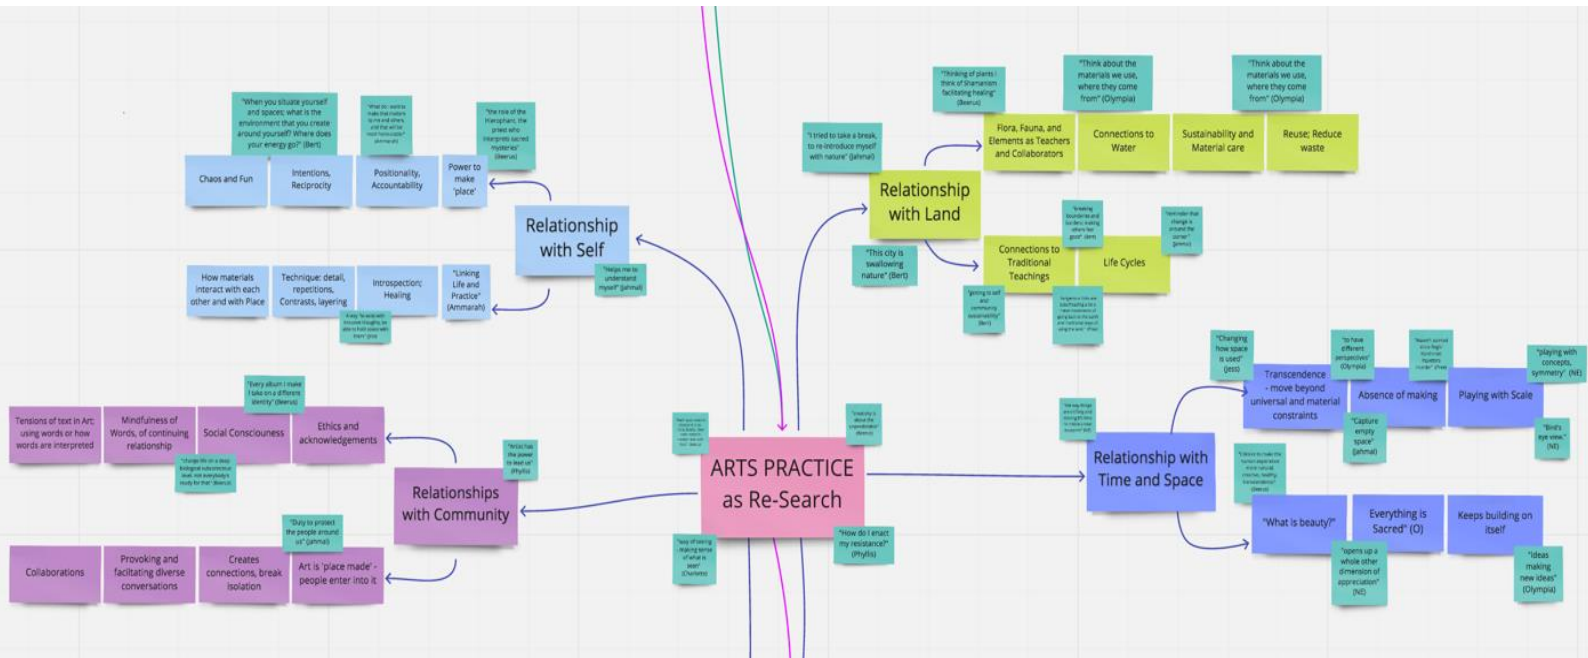 "When you situate yourself
and spaces; what is the
environment that you create
around yourself? Where does
your energy go?" (Bert)
"the role of the
Hierophant, the
priest who
interprets sacred
mysteries"
(Beerus)
Chaos and Fun
Intentions,
Reciprocity
Positionality,
Accountability
Power to
make
'place'
Relationship
with Self
"Helps me to
understand
myself" (Jahmal)
How materials
interact with each
other and with Place
Technique: detail,
repetitions,
Contrasts, layering
Introspection;
Healing
"Linking
Life and
Practice"
(Ammarah)
"Thinking of plants I
think of Shamanism
facilitating healing"
(Beerus)
"Think about the
materials we use,
where they come
from" (Olympia)
"Think about the
materials we use,
where they come
from" (Olympia)
"I tried to take a break,
to re-introduce myself
with nature" (Jahmal)
Flora, Fauna, and
Elements as Teachers
and Collaborators
Connections to
Water
Sustainability and
Material care
Reuse; Reduce
waste
Relationship
with Land
"This city is
swallowing
nature" (Bert)
"reminder that
change is
around the
corner"
Connections to
Traditional
Teachings
Life Cycles
"Every album I make
I take on a different
identity" (Beerus)
Tensions of text in Art;
using words or how
words are interpreted
Mindfulness of
Words, of continuing
relationship
Social Consciouness
Ethics and
acknowledgements
"Artist has
the power
to lead us"
(Phyllis)
Relationships
with Community
"Duty to protect
the people around
us" (Jahmal)
Collaborations
Provoking and
facilitating diverse
conversations
Creates
connections, break
isolation
Art is 'place made' -
people enter into it
ARTS PRACTICE
as Re-Search
"How do I enact
my resistance?"
(Phyllis)
Relationship with
Time and Space
"Changing
how space
is used"
(Jess)
"to have
different
perspectives"
(Olympia)
"playing with
concepts,
symmetry" (NE)
Transcendence
- move beyond
universal and material
constraints
Absence of making
Playing with Scale
"Capture
empty
space"
(Jahmal)
"Bird's
eye view."
(NE)
"What is beauty?"
Everything is
Sacred" (O)
Keeps building on
itself
"opens up a
whole other
dimension of
appreciation"
(NE)
"Ideas
making
new ideas"
(Olympia)